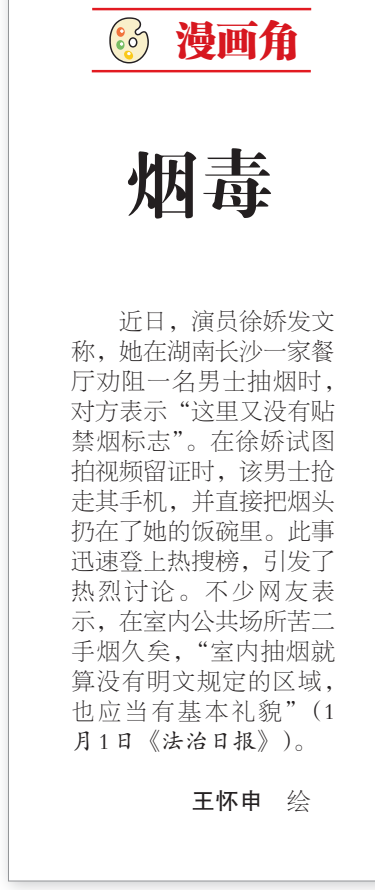 漫画角
烟毒
近日，演员徐娇发文
称，她在湖南长沙一家餐
厅劝阻一名男士抽烟时，
对方表示“这里又没有贴
禁烟标志”。在徐娇试图
拍视频留证时，该男士抢
走其手机，并直接把烟头
扔在了她的饭碗里。此事
迅速登上热搜榜，引发了
热烈讨论。不少网友表
示，在室内公共场所苦二
手烟久矣，“室内抽烟就
算没有明文规定的区域，
也应当有基本礼貌”（1
月1日《法治日报》）。
王怀申 绘